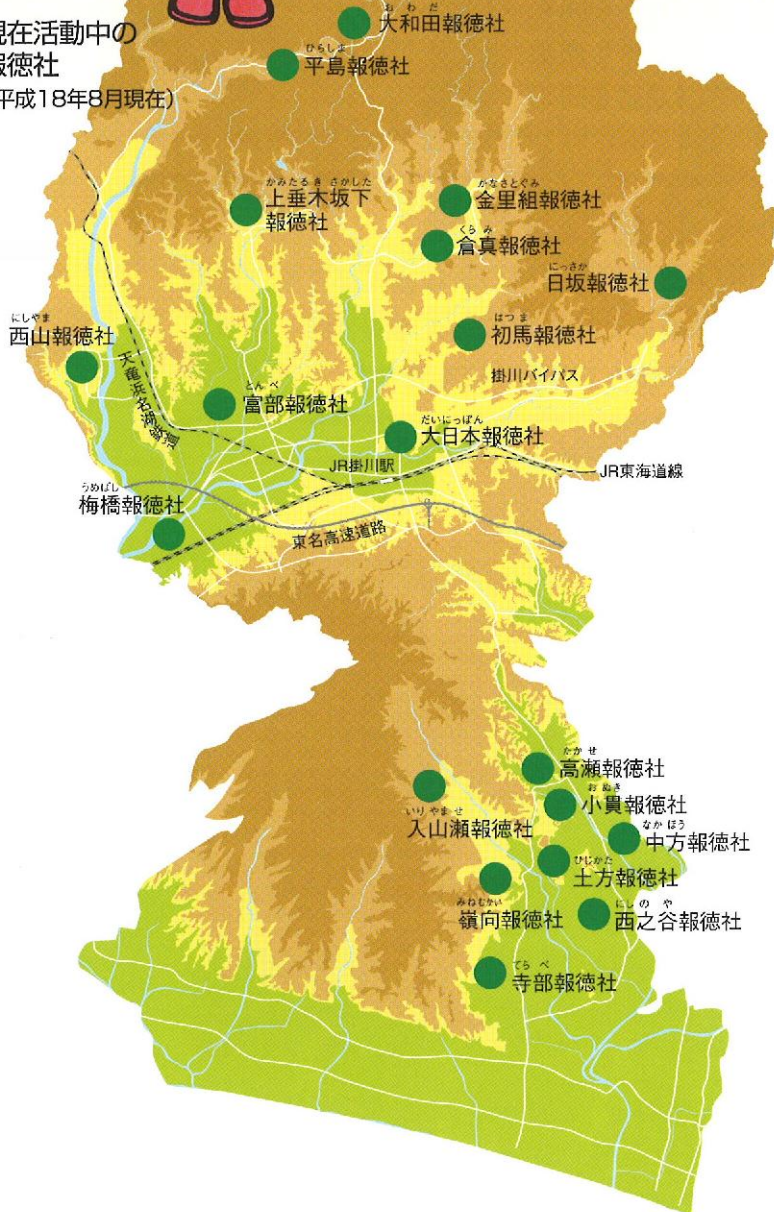 現在活動中の
報徳社
(平成18年8月現在)
おわだ
大和田報徳社
ひらしま
平島報徳社
かみたるき さかした
上垂木坂下
報徳社
かなさとぐみ
金里組報徳社
くらみ
倉真報徳社
にっさか
日坂報徳社
にしやま
西山報徳社
はつま
初馬報徳社
天竜浜名湖鉄道
とんべ
富部報徳社
掛川バイパス
だいにっぽん
大日本報徳社
JR掛川駅
JR東海道線
うめばし
梅橋報徳社
東名高速道路
たかせ
高瀬報徳社
おぬき
小貫報徳社
いりやませ
入山瀬報徳社
なかほう
中方報徳社
ひじかた
土方報徳社
みねむかい
嶺向報徳社
にしのや
西之谷報徳社
てらべ
寺部報徳社